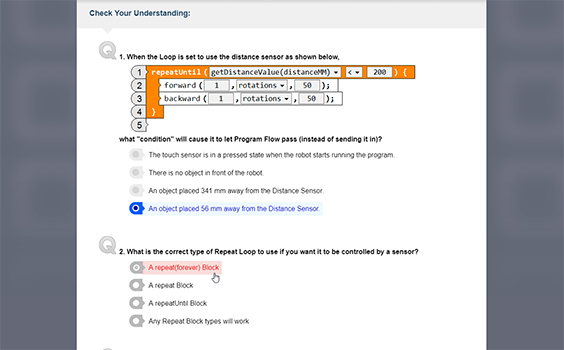 Check Your Understanding:
Q 1. When the Loop is set to use the distance sensor as shown below,
1 repeatUntil ( getDistanceValue(distanceMM) < 200 ) {
2 forward ( 1 , rotations , 50 );
3 backward ( 1 , rotations , 50 );
4 }
5
what "condition" will cause it to let Program Flow pass (instead of sending it in)?
The touch sensor is in a pressed state when the robot starts running the program.
There is no object in front of the robot.
An object placed 341 mm away from the Distance Sensor.
An object placed 56 mm away from the Distance Sensor.
Q 2. What is the correct type of Repeat Loop to use if you want it to be controlled by a sensor?
A repeat(forever) Block
A repeat Block
A repeatUntil Block
Any Repeat Block types will work